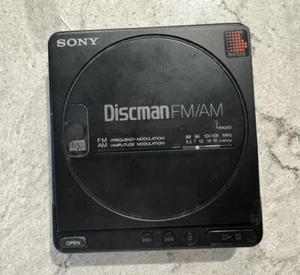 SONY
Discman FM/AM
RADIO
FM (FREQUENCY MODULATION) 88 96 104 108 MHz
AM (AMPLITUDE MODULATION)
OPEN